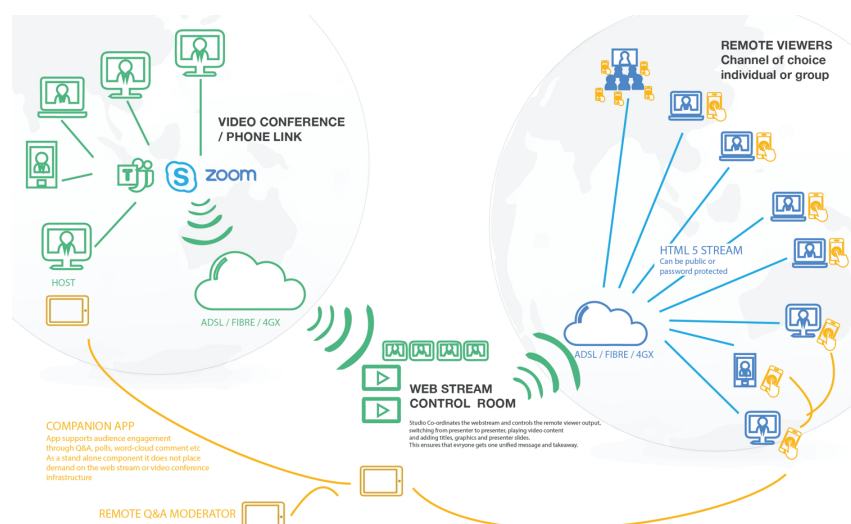 VIDEO CONFERENCE
/ PHONE LINK
T
S
zoom
HOST
ADSL / FIBRE / 4GX
REMOTE VIEWERS
Channel of choice
individual or group
HTML 5 STREAM
Can be public or
password protected
ADSL / FIBRE / 4GX
WEB STREAM
CONTROL ROOM
Studio Co-ordinates the webstream and controls the remote viewer output,
switching from presenter to presenter, playing video content
and adding titles, graphics and presenter slides.
This ensures that evryone gets one unified message and takeaway.
COMPANION APP
App supports audience engagement
through Q&A, polls, word-cloud comment etc
As a stand alone component it does not place
demand on the web stream or video conference
infrastructure
REMOTE Q&A MODERATOR